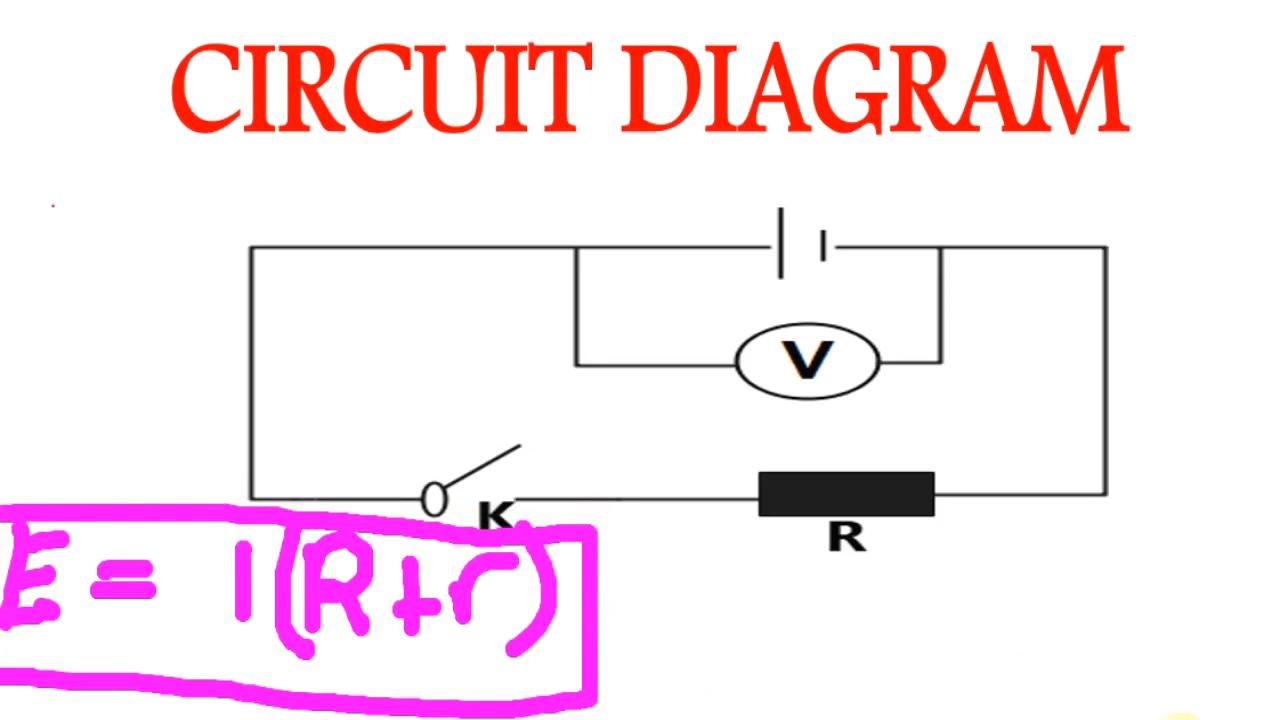 CIRCUIT DIAGRAM
V
K
R
E = I(R+r)